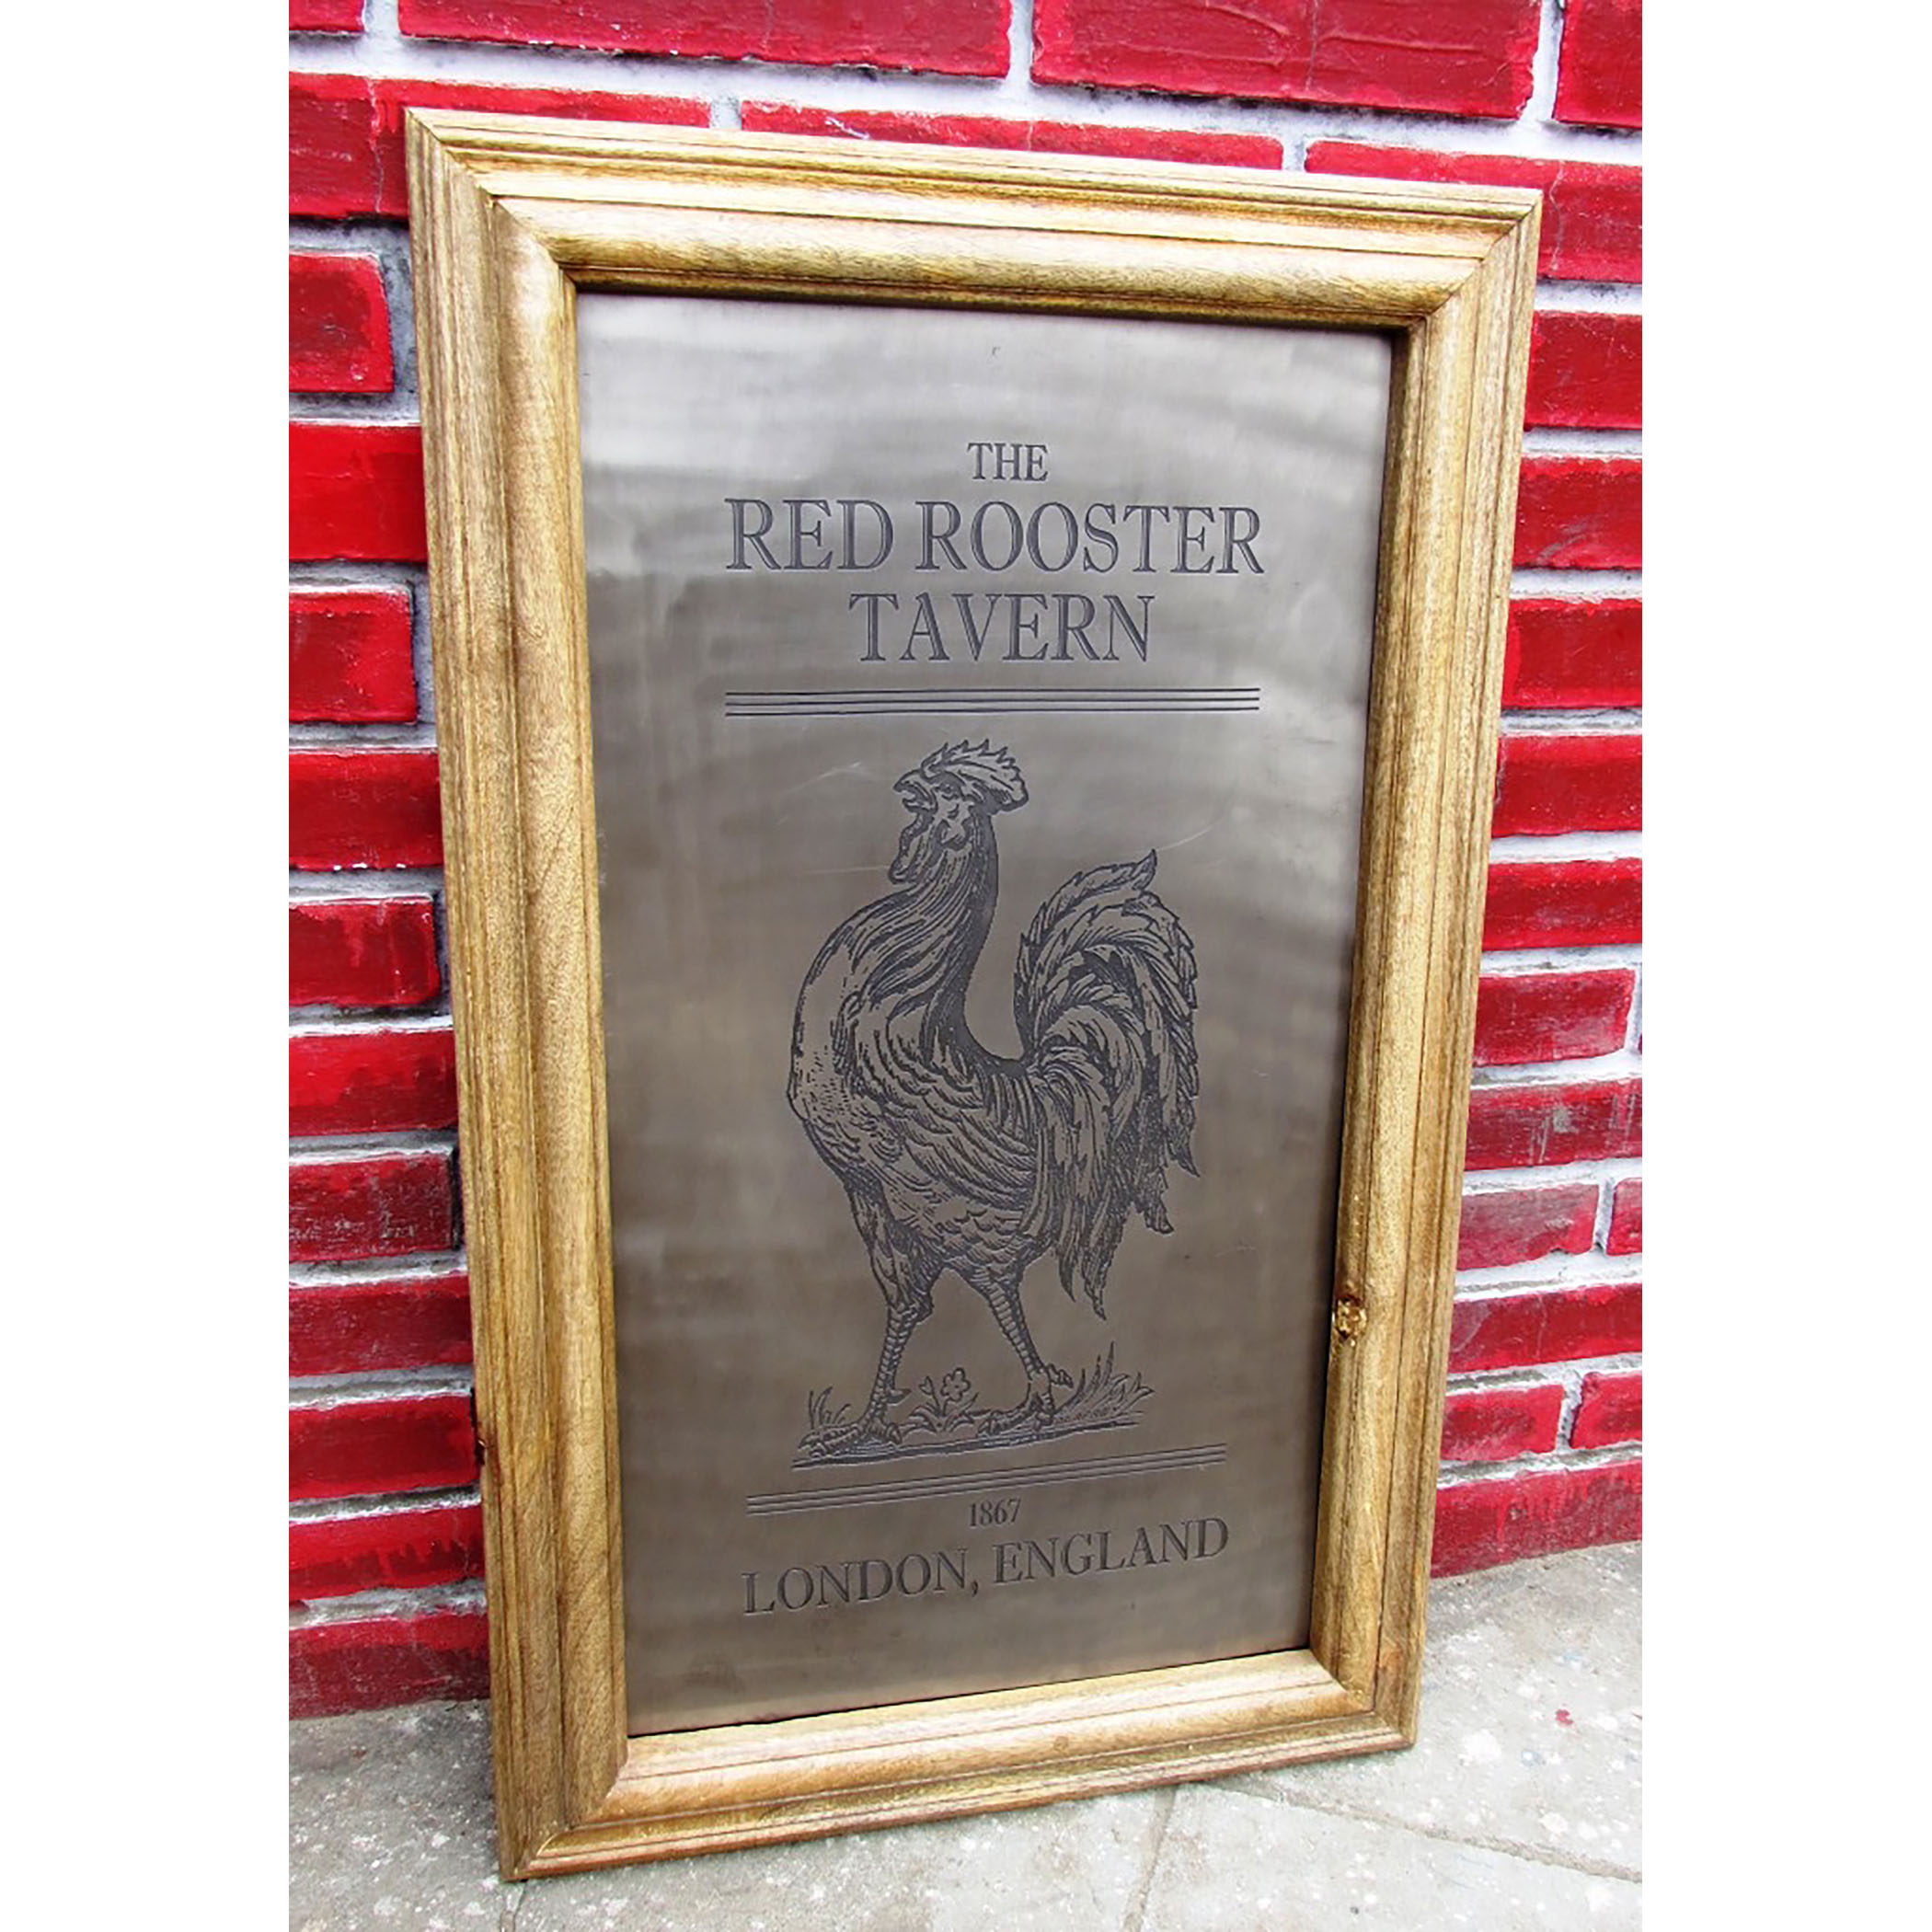 THE
RED ROOSTER
TAVERN
1867
LONDON, ENGLAND